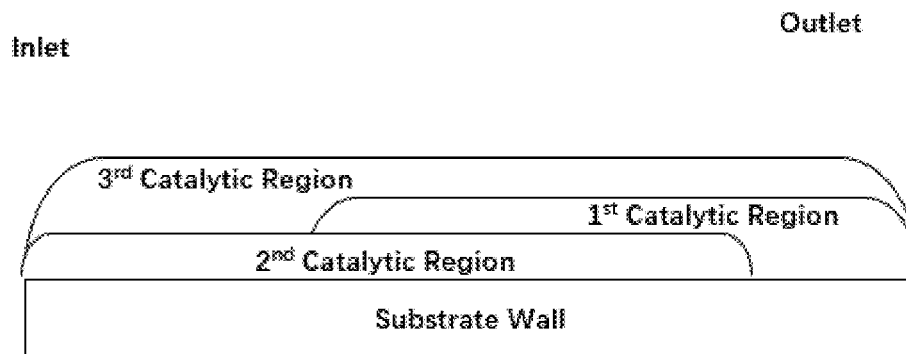 Outlet
Inlet
3rd Catalytic Region
1st Catalytic Region
2nd Catalytic Region
Substrate Wall